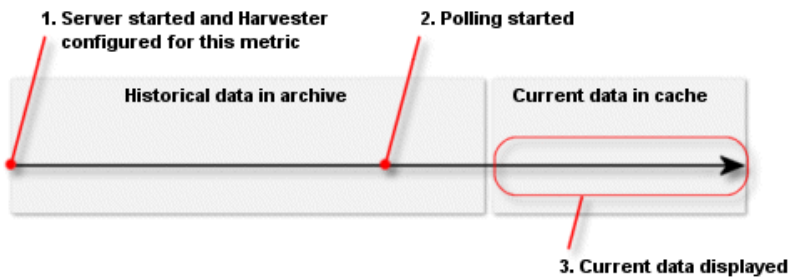 1. Server started and Harvester
configured for this metric
2. Polling started
Historical data in archive
Current data in cache
3. Current data displayed